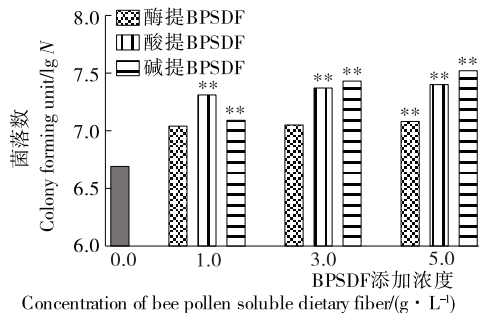 8.0
7.5
7.0
6.5
6.0
菌落数
Colony forming unit/lg N
酶提BPSDF
酸提BPSDF
碱提BPSDF
** ** ** ** ** ** **
0.0 1.0 3.0 5.0
BPSDF添加浓度
Concentration of bee pollen soluble dietary fiber/(g·L⁻¹)